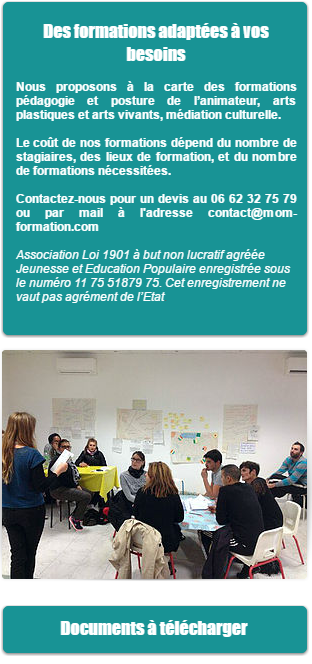 Des formations adaptées à vos
besoins
Nous proposons à la carte des formations
pédagogie et posture de l'animateur, arts
plastiques et arts vivants, médiation culturelle.
Le coût de nos formations dépend du nombre de
stagiaires, des lieux de formation, et du nombre
de formations nécessitées.
Contactez-nous pour un devis au 06 62 32 75 79
ou par mail à l'adresse contact@mom-
formation.com
Association Loi 1901 à but non lucratif agréée
Jeunesse et Education Populaire enregistrée sous
le numéro 11 75 51879 75. Cet enregistrement ne
vaut pas agrément de l'Etat
Documents à télécharger